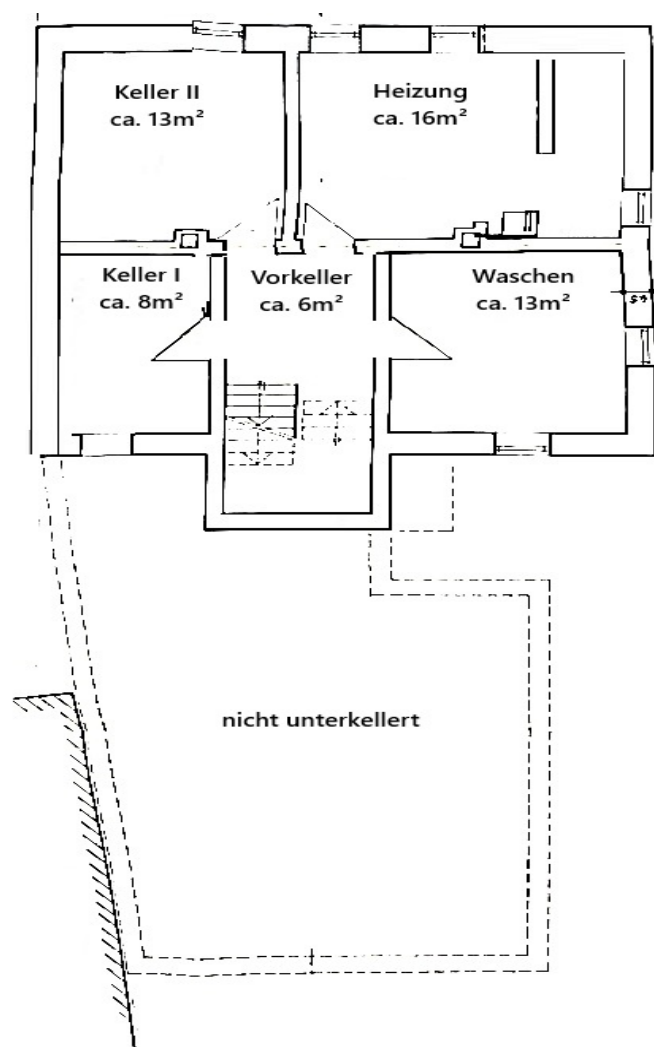 Keller II
ca. 13m²
Heizung
ca. 16m²
Keller I
ca. 8m²
Vorkeller
ca. 6m²
Waschen
ca. 13m²
nicht unterkellert